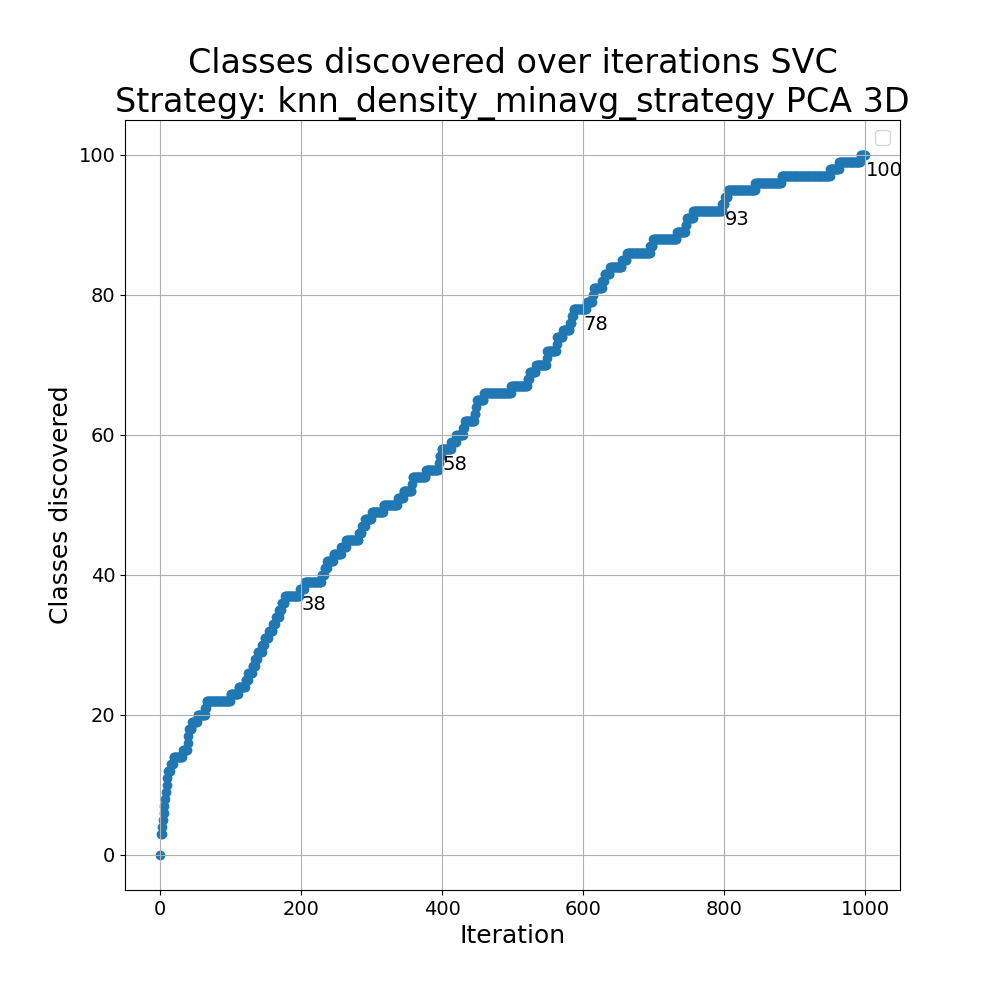 Classes discovered over iterations SVC
Strategy: knn_density_minavg_strategy PCA 3D
100
80
60
40
20
0
Classes discovered
38
58
78
93
100
0 200 400 600 800 1000
Iteration